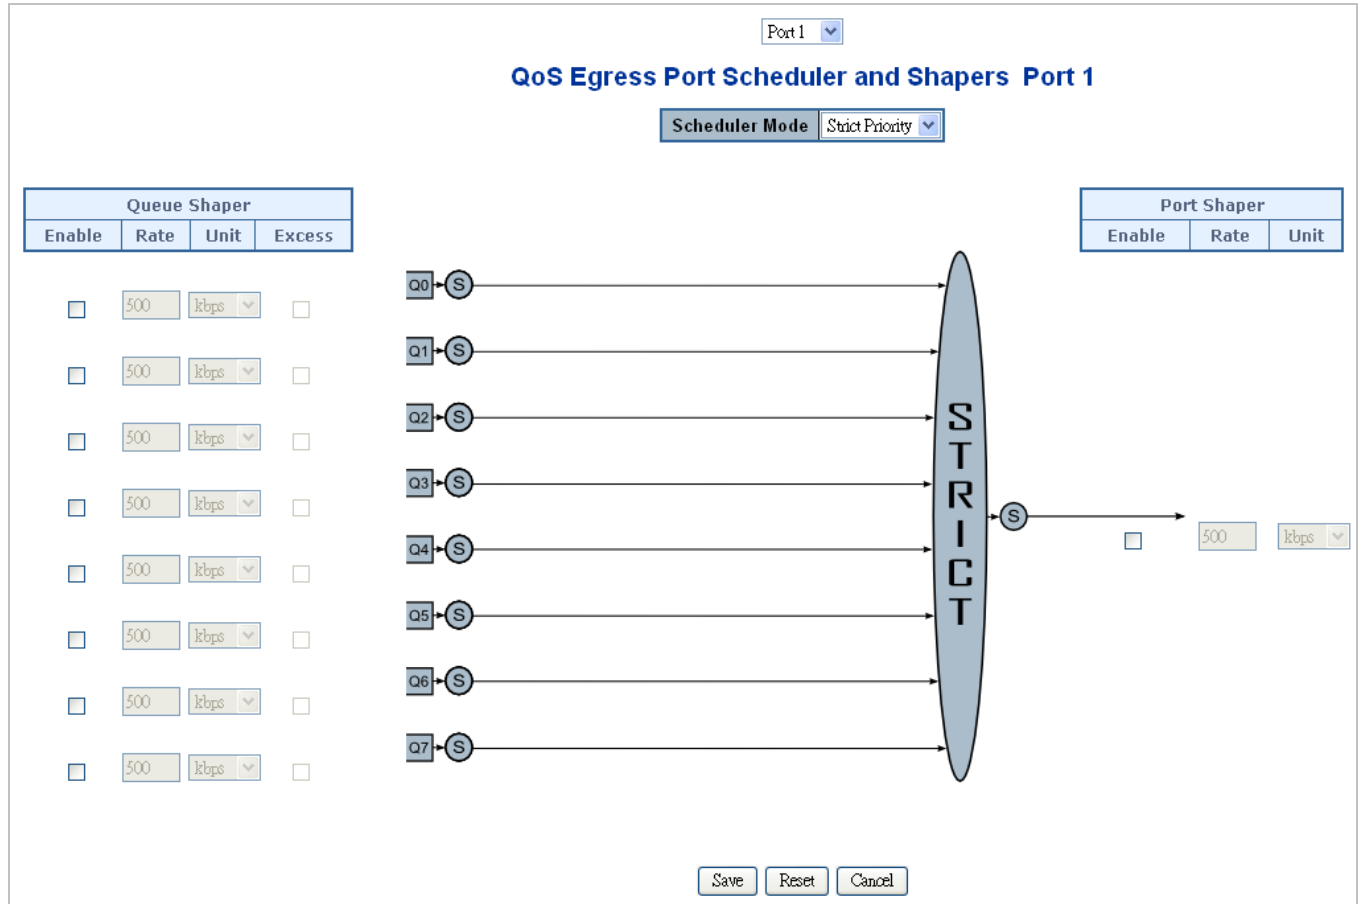 Port 1
QoS Egress Port Scheduler and Shapers Port 1
Scheduler Mode Strict Priority
Queue Shaper
Enable Rate Unit Excess
Port Shaper
Enable Rate Unit
500 kbps
Q0 S
500 kbps
Q1 S
500 kbps
Q2 S
500 kbps
Q3 S
500 kbps
Q4 S
500 kbps
Q5 S
500 kbps
Q6 S
500 kbps
Q7 S
STRICT
S
500 kbps
Save Reset Cancel